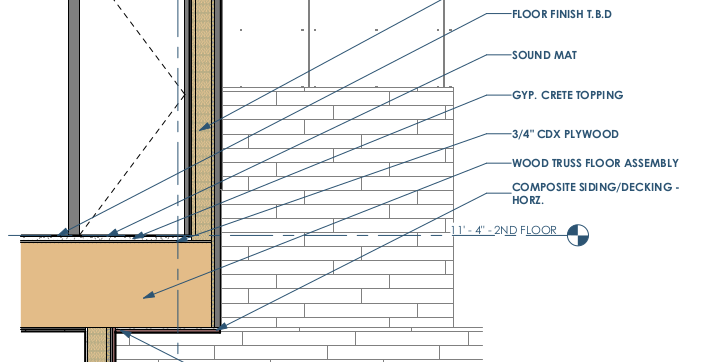 FLOOR FINISH T.B.D
SOUND MAT
GYP. CRETE TOPPING
3/4" CDX PLYWOOD
WOOD TRUSS FLOOR ASSEMBLY
COMPOSITE SIDING/DECKING -
HORZ.
11' - 4" - 2ND FLOOR